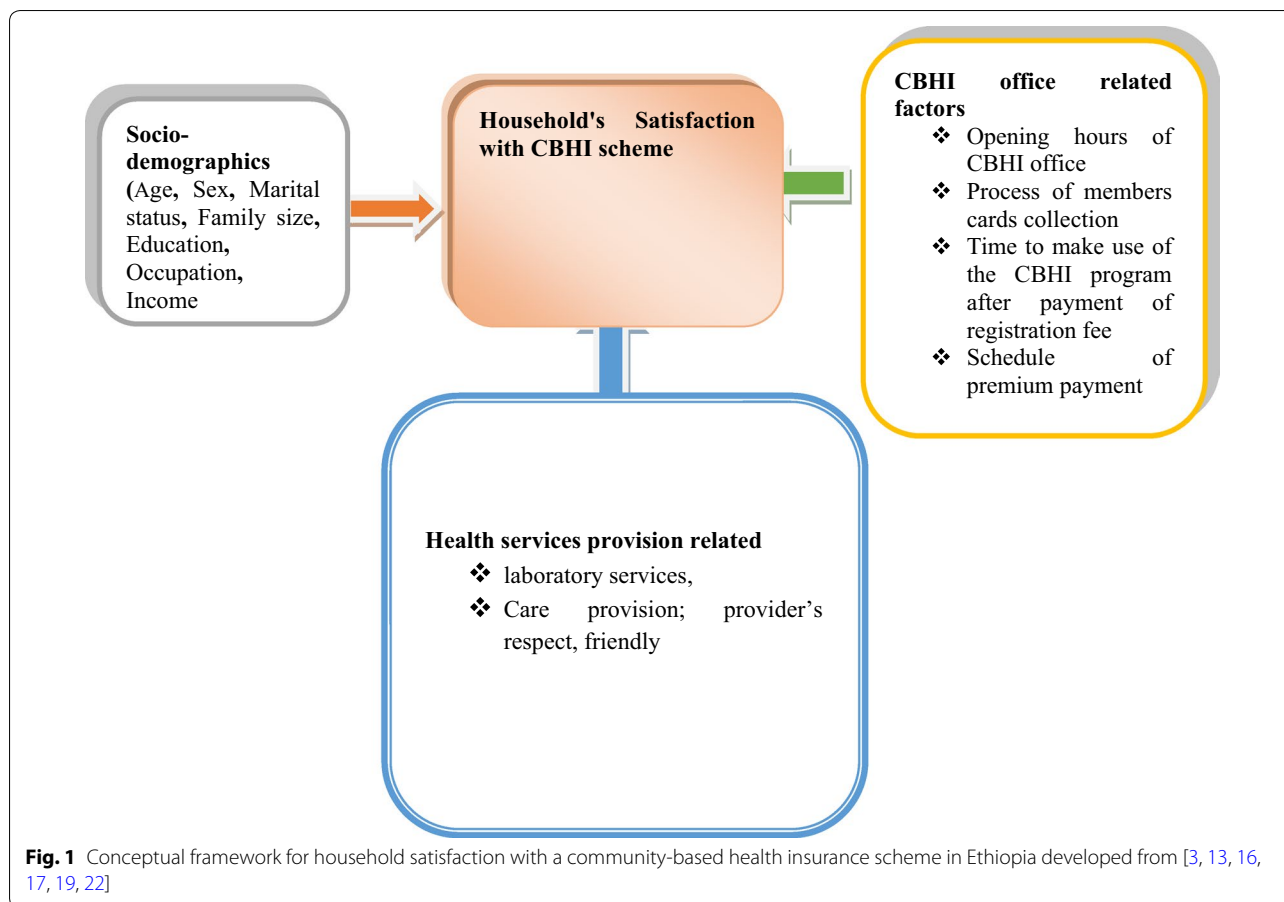 Socio-
demographics
(Age, Sex, Marital
status, Family size,
Education,
Occupation,
Income
Household's Satisfaction
with CBHI scheme
CBHI office related
factors
❖ Opening hours of
CBHI office
❖ Process of members
cards collection
❖ Time to make use of
the CBHI program
after payment of
registration fee
❖ Schedule of
premium payment
Health services provision related
❖ laboratory services,
❖ Care provision; provider’s
respect, friendly
Fig. 1 Conceptual framework for household satisfaction with a community-based health insurance scheme in Ethiopia developed from [3, 13, 16,
17, 19, 22]